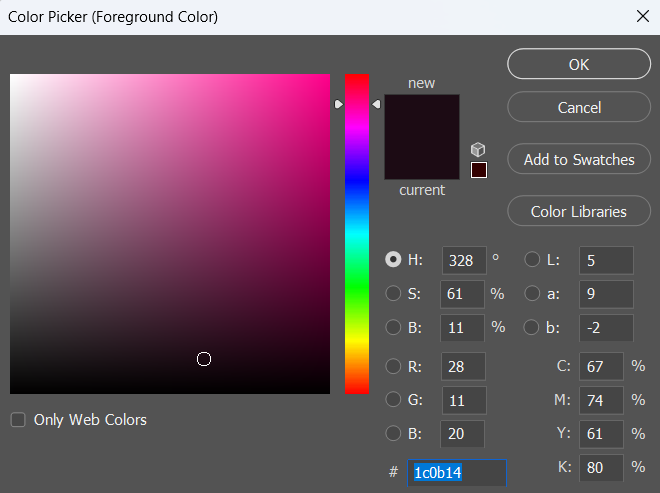 Color Picker (Foreground Color)
new
current
OK
Cancel
Add to Swatches
Color Libraries
H: 328 °
S: 61 %
B: 11 %
R: 28
G: 11
B: 20
# 1c0b14
L: 5
a: 9
b: -2
C: 67 %
M: 74 %
Y: 61 %
K: 80 %
Only Web Colors